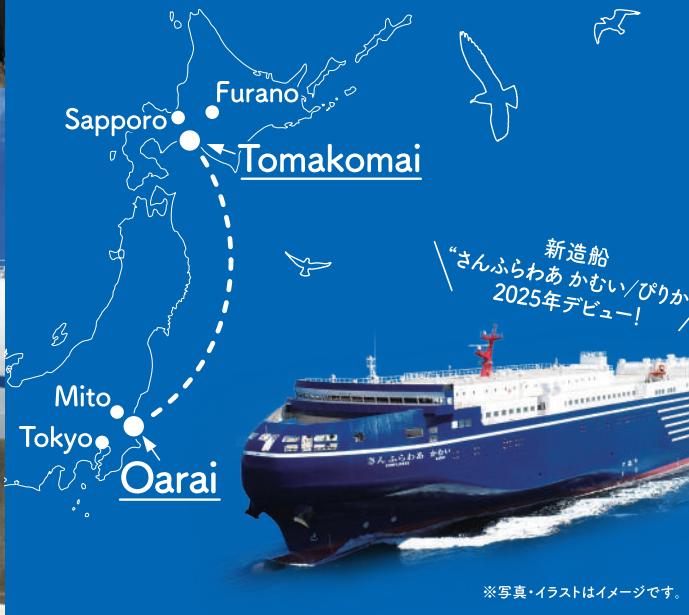 Furano
Sapporo
Tomakomai
新造船
“さんふらわあ かむい/ぴりか
2025年デビュー!
Mito
Tokyo
Oarai
さんふらわあ かむい
※写真・イラストはイメージです。